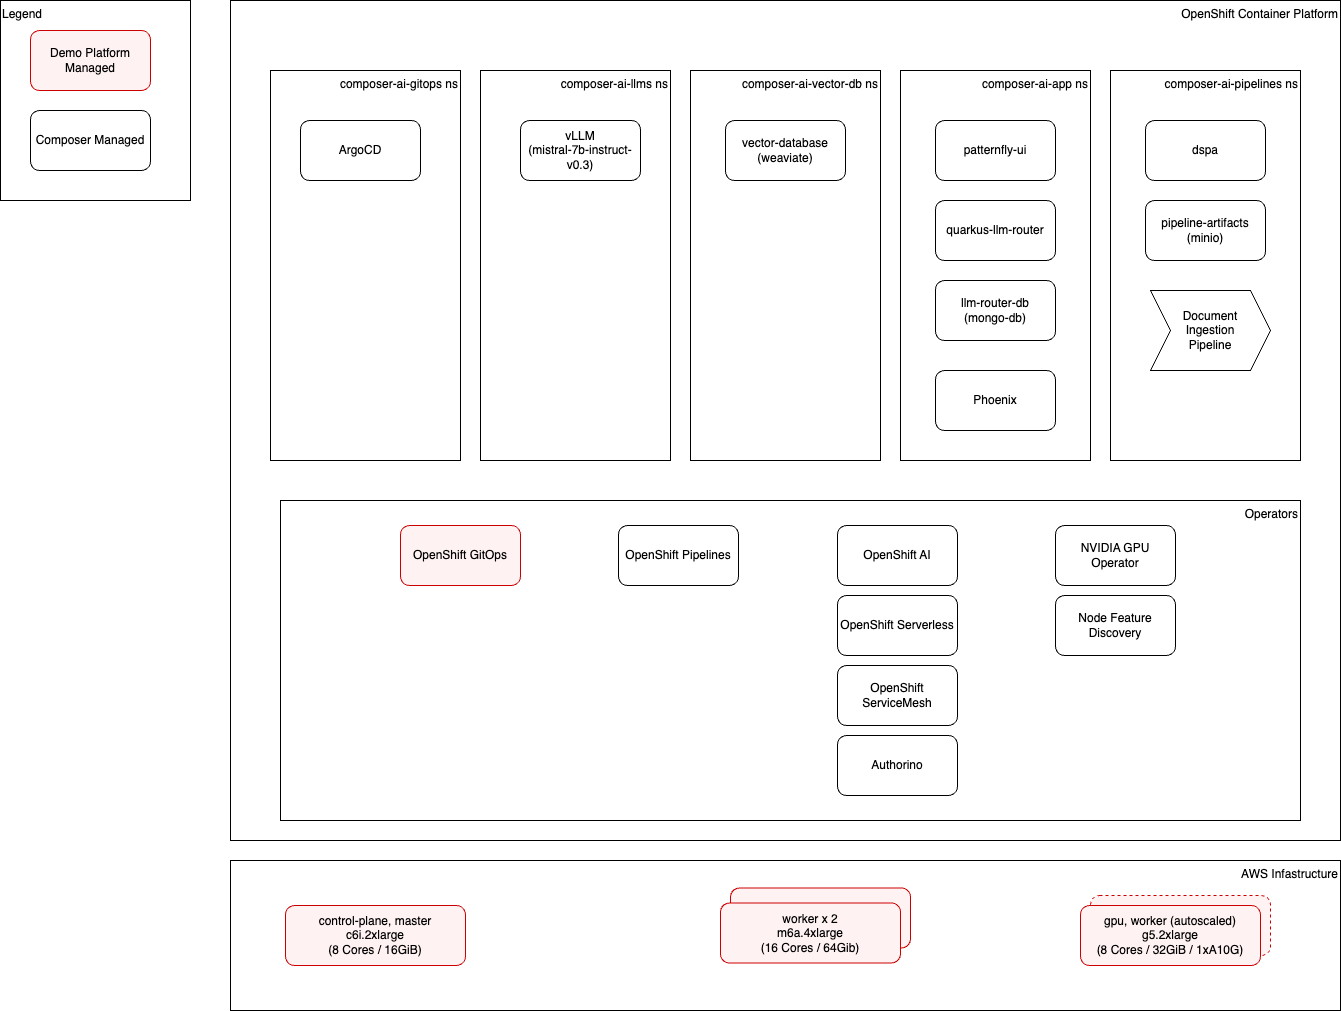 Legend
Demo Platform
Managed
Composer Managed
OpenShift Container Platform
composer-ai-gitops ns
ArgoCD
composer-ai-llms ns
vLLM
(mistral-7b-instruct-
v0.3)
composer-ai-vector-db ns
vector-database
(weaviate)
composer-ai-app ns
patternfly-ui
quarkus-llm-router
llm-router-db
(mongo-db)
Phoenix
composer-ai-pipelines ns
dspa
pipeline-artifacts
(minio)
Document
Ingestion
Pipeline
Operators
OpenShift GitOps
OpenShift Pipelines
OpenShift AI
OpenShift Serverless
OpenShift
ServiceMesh
Authorino
NVIDIA GPU
Operator
Node Feature
Discovery
AWS Infastructure
control-plane, master
c6i.2xlarge
(8 Cores / 16GiB)
worker x 2
m6a.4xlarge
(16 Cores / 64Gib)
gpu, worker (autoscaled)
g5.2xlarge
(8 Cores / 32GiB / 1xA10G)